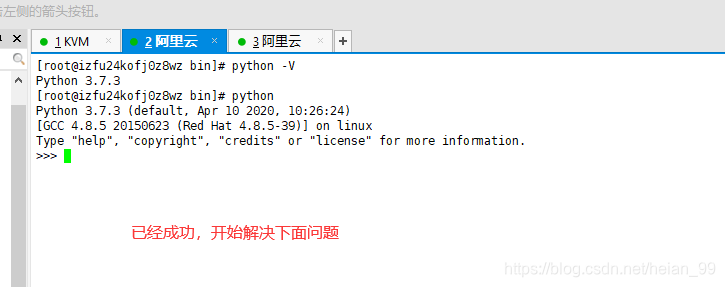 击左侧的箭头按钮。
1 KVM
2 阿里云
3 阿里云
[root@izfu24kofj0z8wz bin]# python -V
Python 3.7.3
[root@izfu24kofj0z8wz bin]# python
Python 3.7.3 (default, Apr 10 2020, 10:26:24)
[GCC 4.8.5 20150623 (Red Hat 4.8.5-39)] on linux
Type "help", "copyright", "credits" or "license" for more information.
>>>
已经成功，开始解决下面问题
https://blog.csdn.net/heian_99